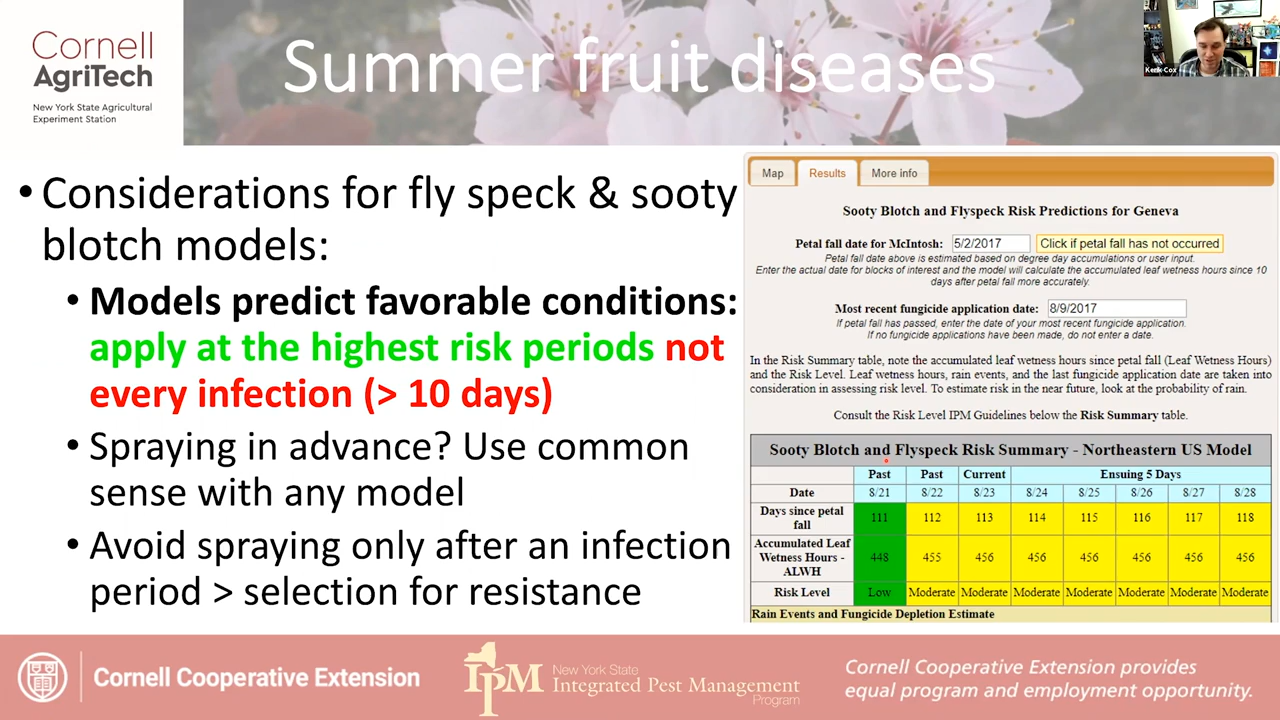 Cornell
AgriTech
New York State Agricultural
Experiment Station
Summer fruit diseases
Kerik Cox
• Considerations for fly speck & sooty
blotch models:
• Models predict favorable conditions:
apply at the highest risk periods not
every infection (> 10 days)
• Spraying in advance? Use common
sense with any model
• Avoid spraying only after an infection
period > selection for resistance
Map Results More info
Sooty Blotch and Flyspeck Risk Predictions for Geneva
Petal fall date for McIntosh: 5/2/2017 Click if petal fall has not occurred
Petal fall date above is estimated based on degree day accumulations or user input.
Enter the actual date for blocks of interest and the model will calculate the accumulated leaf wetness hours since 10
days after petal fall more accurately.
Most recent fungicide application date: 8/9/2017
If petal fall has passed, enter the date of your most recent fungicide application.
If no fungicide applications have been made, do not enter a date.
In the Risk Summary table, note the accumulated leaf wetness hours since petal fall (Leaf Wetness Hours)
and the Risk Level. Leaf wetness hours, rain events, and the last fungicide application date are taken into
consideration in assessing risk level. To estimate risk in the near future, look at the probability of rain.
Consult the Risk Level IPM Guidelines below the Risk Summary table.
Sooty Blotch and Flyspeck Risk Summary - Northeastern US Model
Past Past Current Ensuing 5 Days
Date 8/21 8/22 8/23 8/24 8/25 8/26 8/27 8/28
Days since petal
fall 111 112 113 114 115 116 117 118
Accumulated Leaf
Wetness Hours -
ALWH 448 455 456 456 456 456 456 456
Risk Level Low Moderate Moderate Moderate Moderate Moderate Moderate Moderate
Rain Events and Fungicide Depletion Estimate
Cornell Cooperative Extension
IPM
New York State
Integrated Pest Management
Program
Cornell Cooperative Extension provides
equal program and employment opportunity.